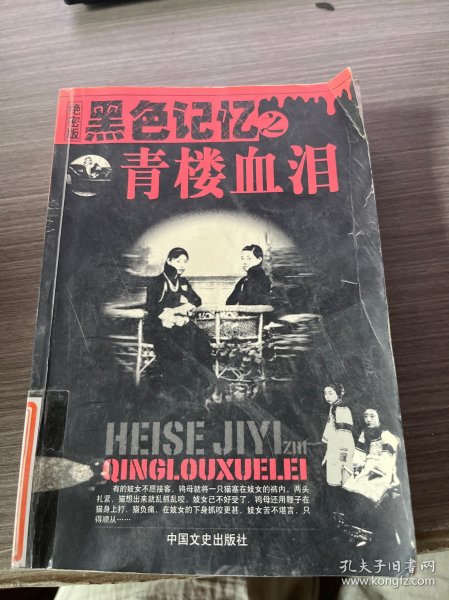 绝密版
黑色记忆之
青楼血泪
HEISE JIYI ZHI
QINGLOUXUELEI
有的妓女不愿接客，鸨母就将一只猫塞在妓女的裤内，两头
扎紧，猫想出来就乱抓乱咬，妓女已不好受了，鸨母还用鞭子在
猫身上打，猫负痛，在妓女的下身抓咬更甚，妓女苦不堪言，只
得顺从……
中国文史出版社
孔夫子旧书网
www.kongfz.com